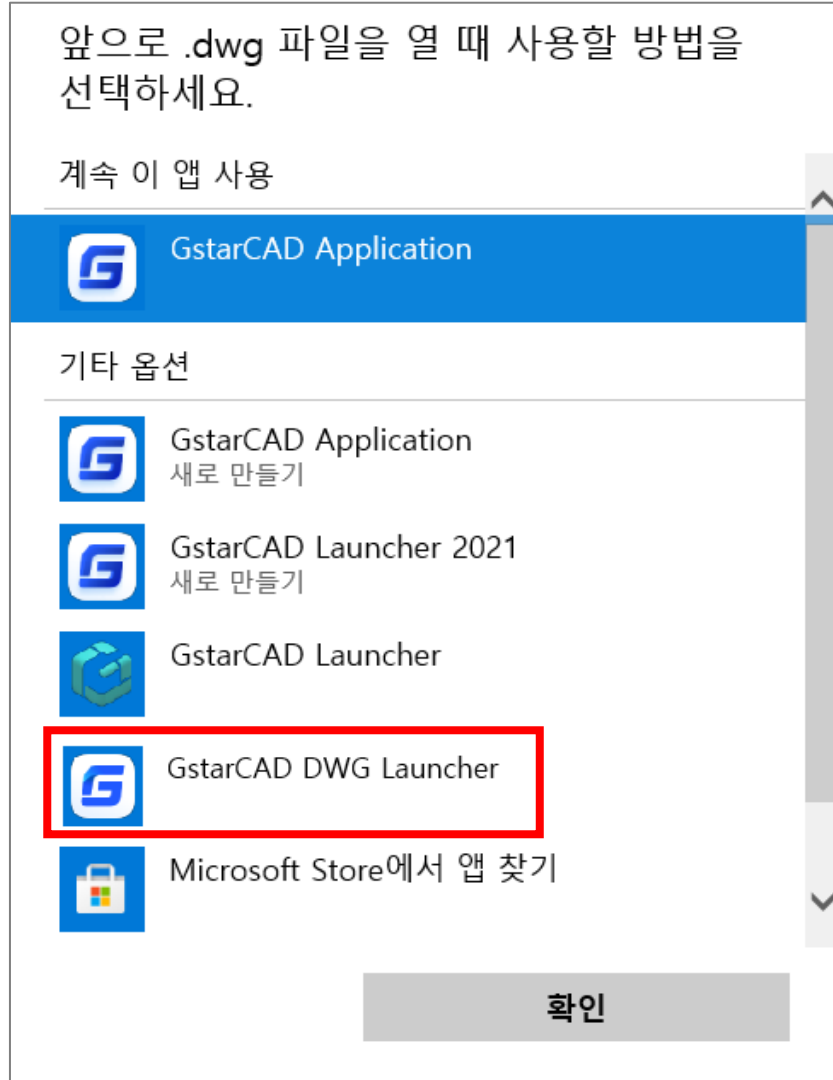 앞으로 .dwg 파일을 열 때 사용할 방법을
선택하세요.
계속 이 앱 사용
GstarCAD Application
기타 옵션
GstarCAD Application
새로 만들기
GstarCAD Launcher 2021
새로 만들기
GstarCAD Launcher
GstarCAD DWG Launcher
Microsoft Store에서 앱 찾기
확인